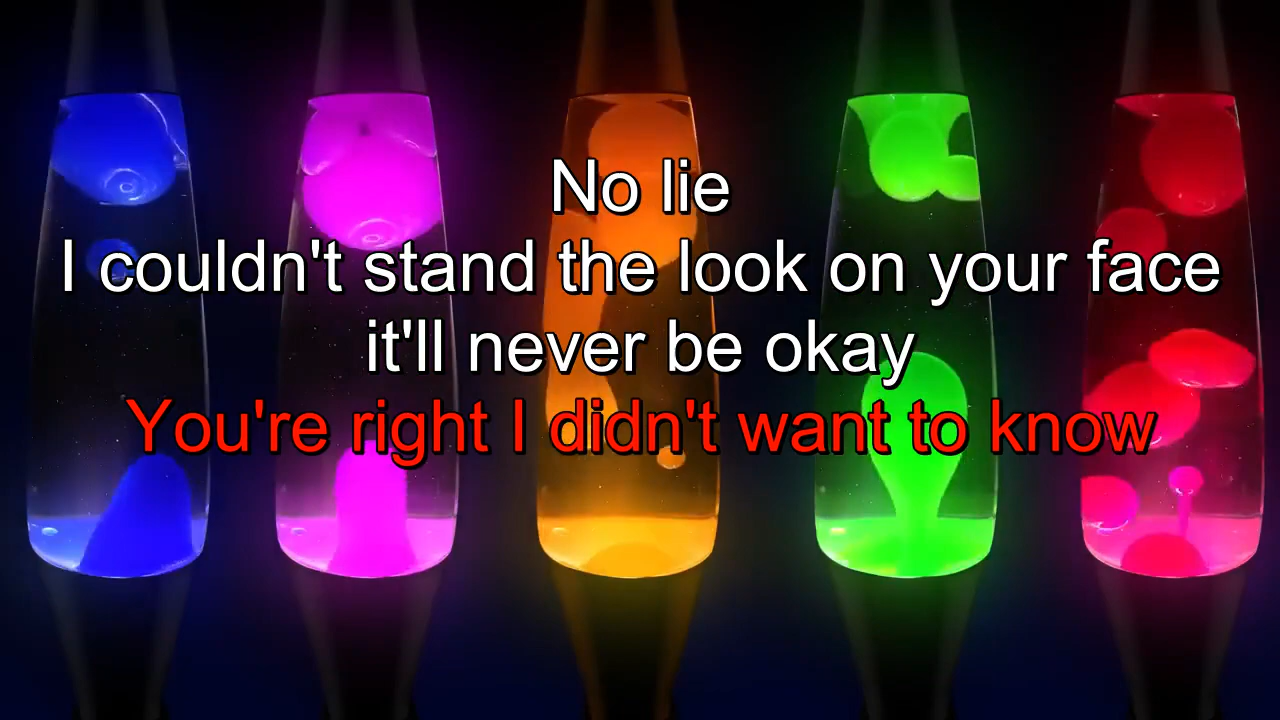 No lie
I couldn't stand the look on your face
it'll never be okay
You're right I didn't want to know